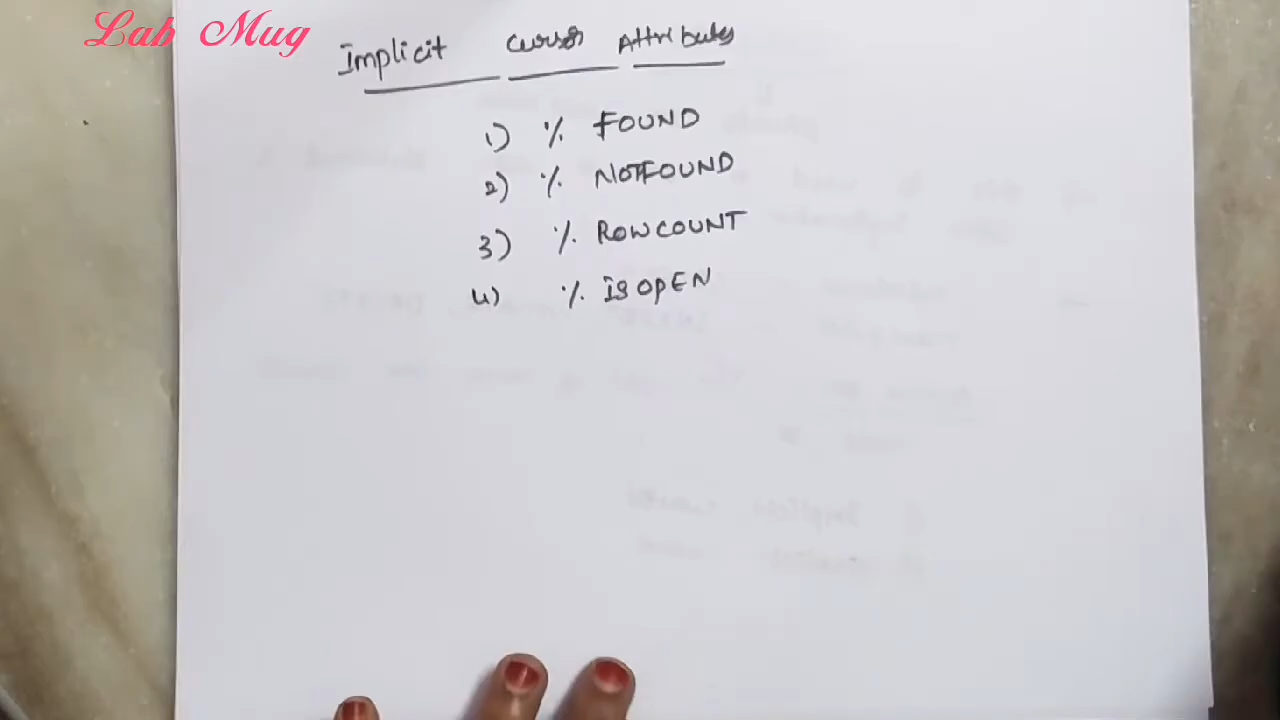 Lab Mug
Implicit Cursor Attributes
1) % FOUND
2) % NOTFOUND
3) % ROWCOUNT
4) % ISOPEN